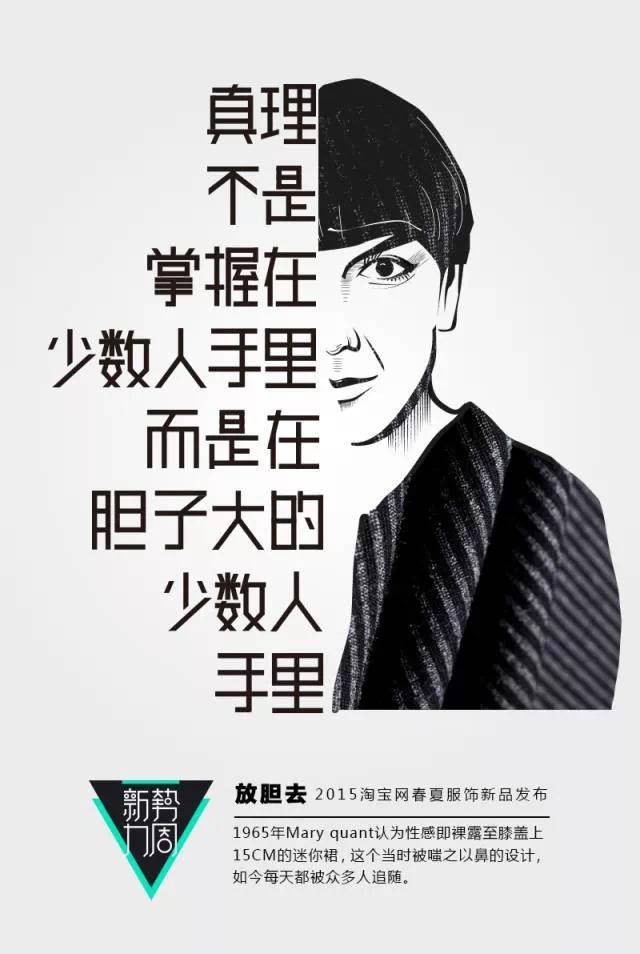 真理
不是
掌握在
少数人手里
而是在
胆子大的
少数人
手里
新勢
力周
放胆去 2015淘宝网春夏服饰新品发布
1965年Mary quant认为性感即裸露至膝盖上
15CM的迷你裙，这个当时被嗤之以鼻的设计，
如今每天都被众多人追随。